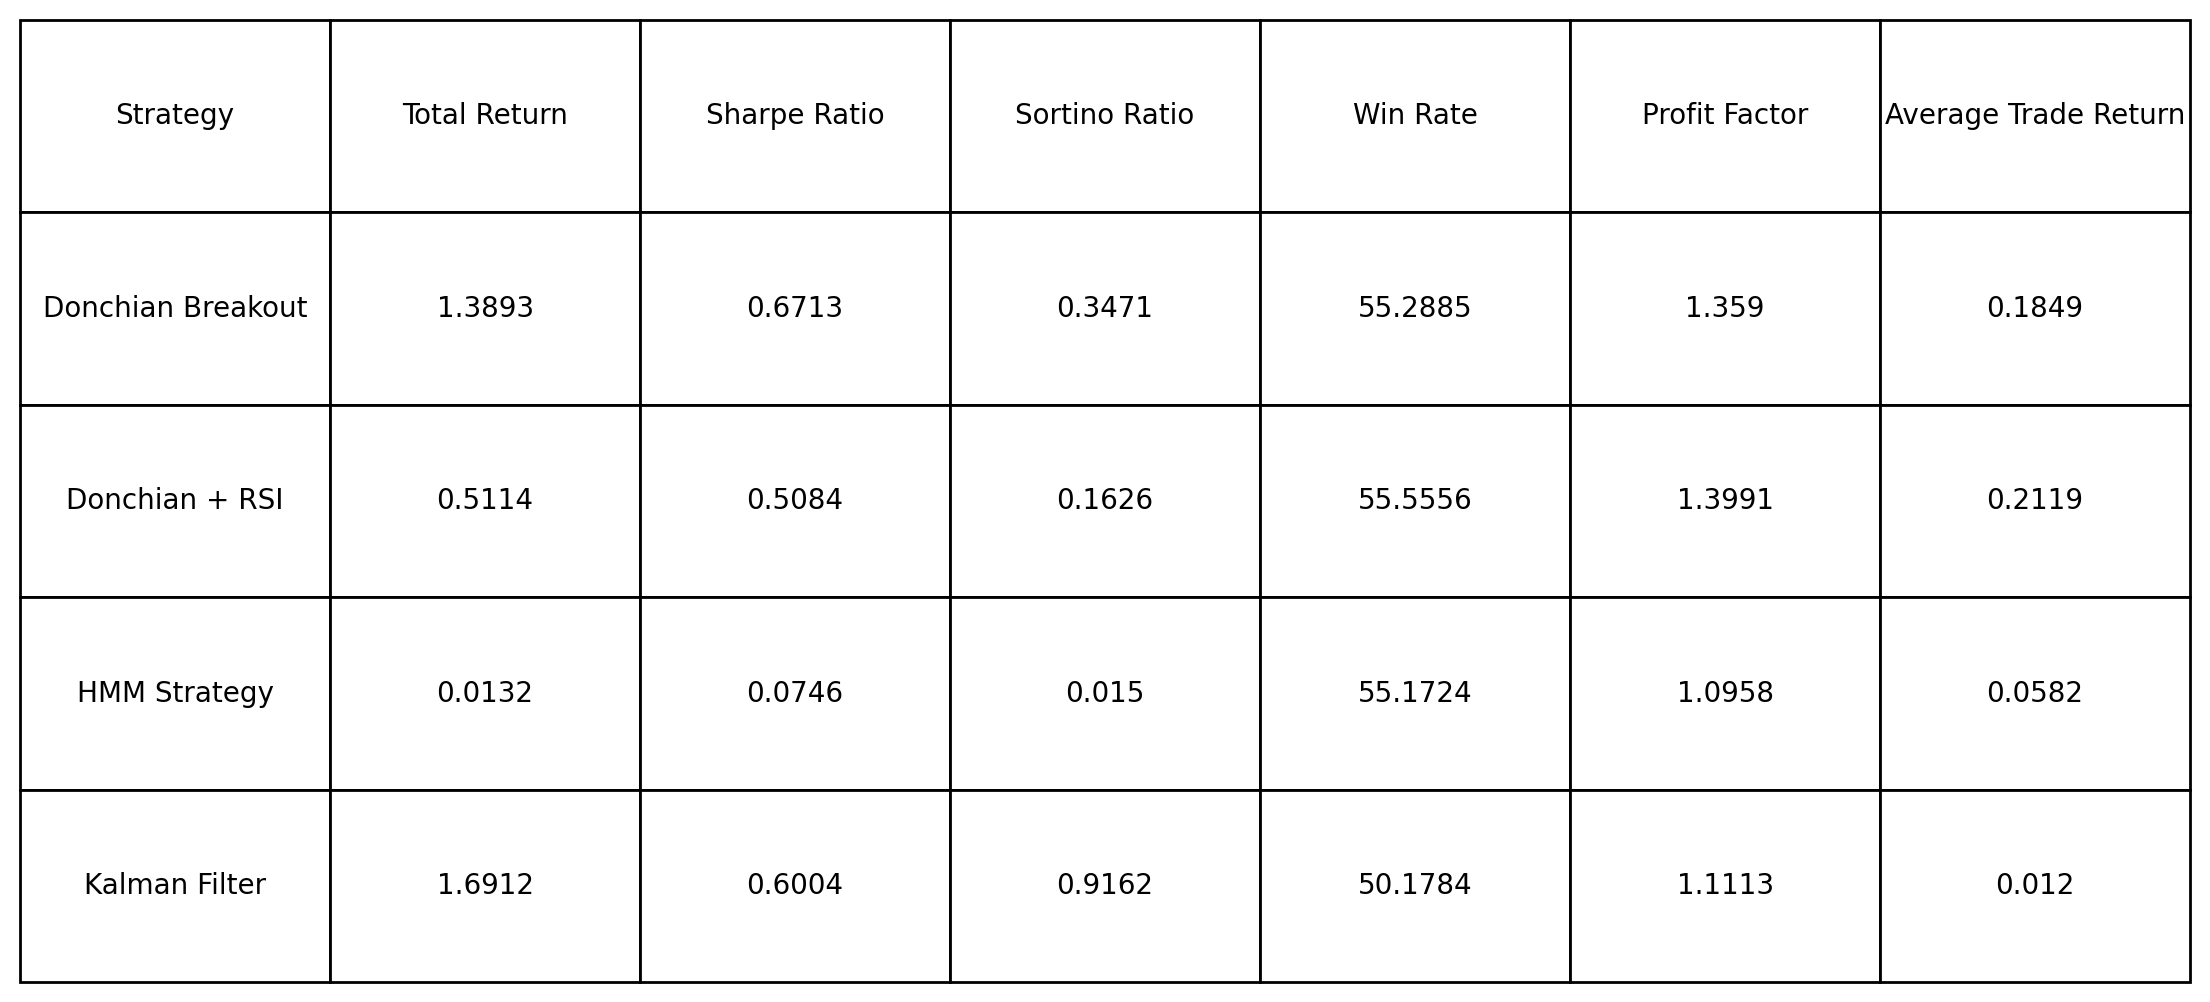 Strategy Total Return Sharpe Ratio Sortino Ratio Win Rate Profit Factor Average Trade Return
Donchian Breakout 1.3893 0.6713 0.3471 55.2885 1.359 0.1849
Donchian + RSI 0.5114 0.5084 0.1626 55.5556 1.3991 0.2119
HMM Strategy 0.0132 0.0746 0.015 55.1724 1.0958 0.0582
Kalman Filter 1.6912 0.6004 0.9162 50.1784 1.1113 0.012